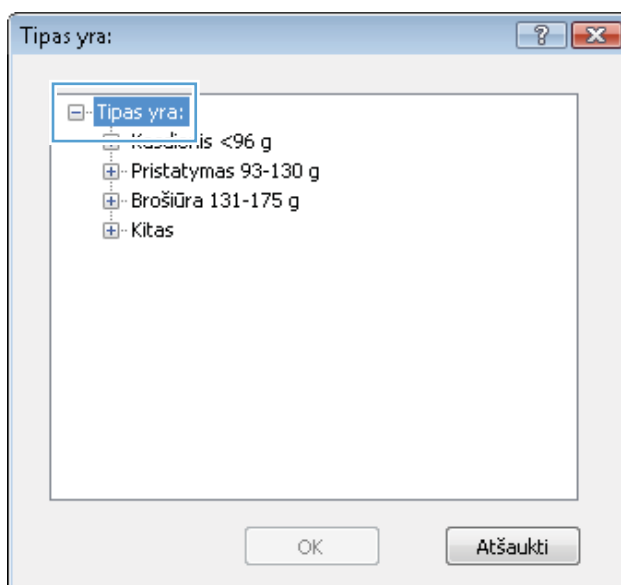 Tipas yra:
Tipas yra:
<96 g
Pristatymas 93-130 g
Brošiūra 131-175 g
Kitas
OK
Atšaukti